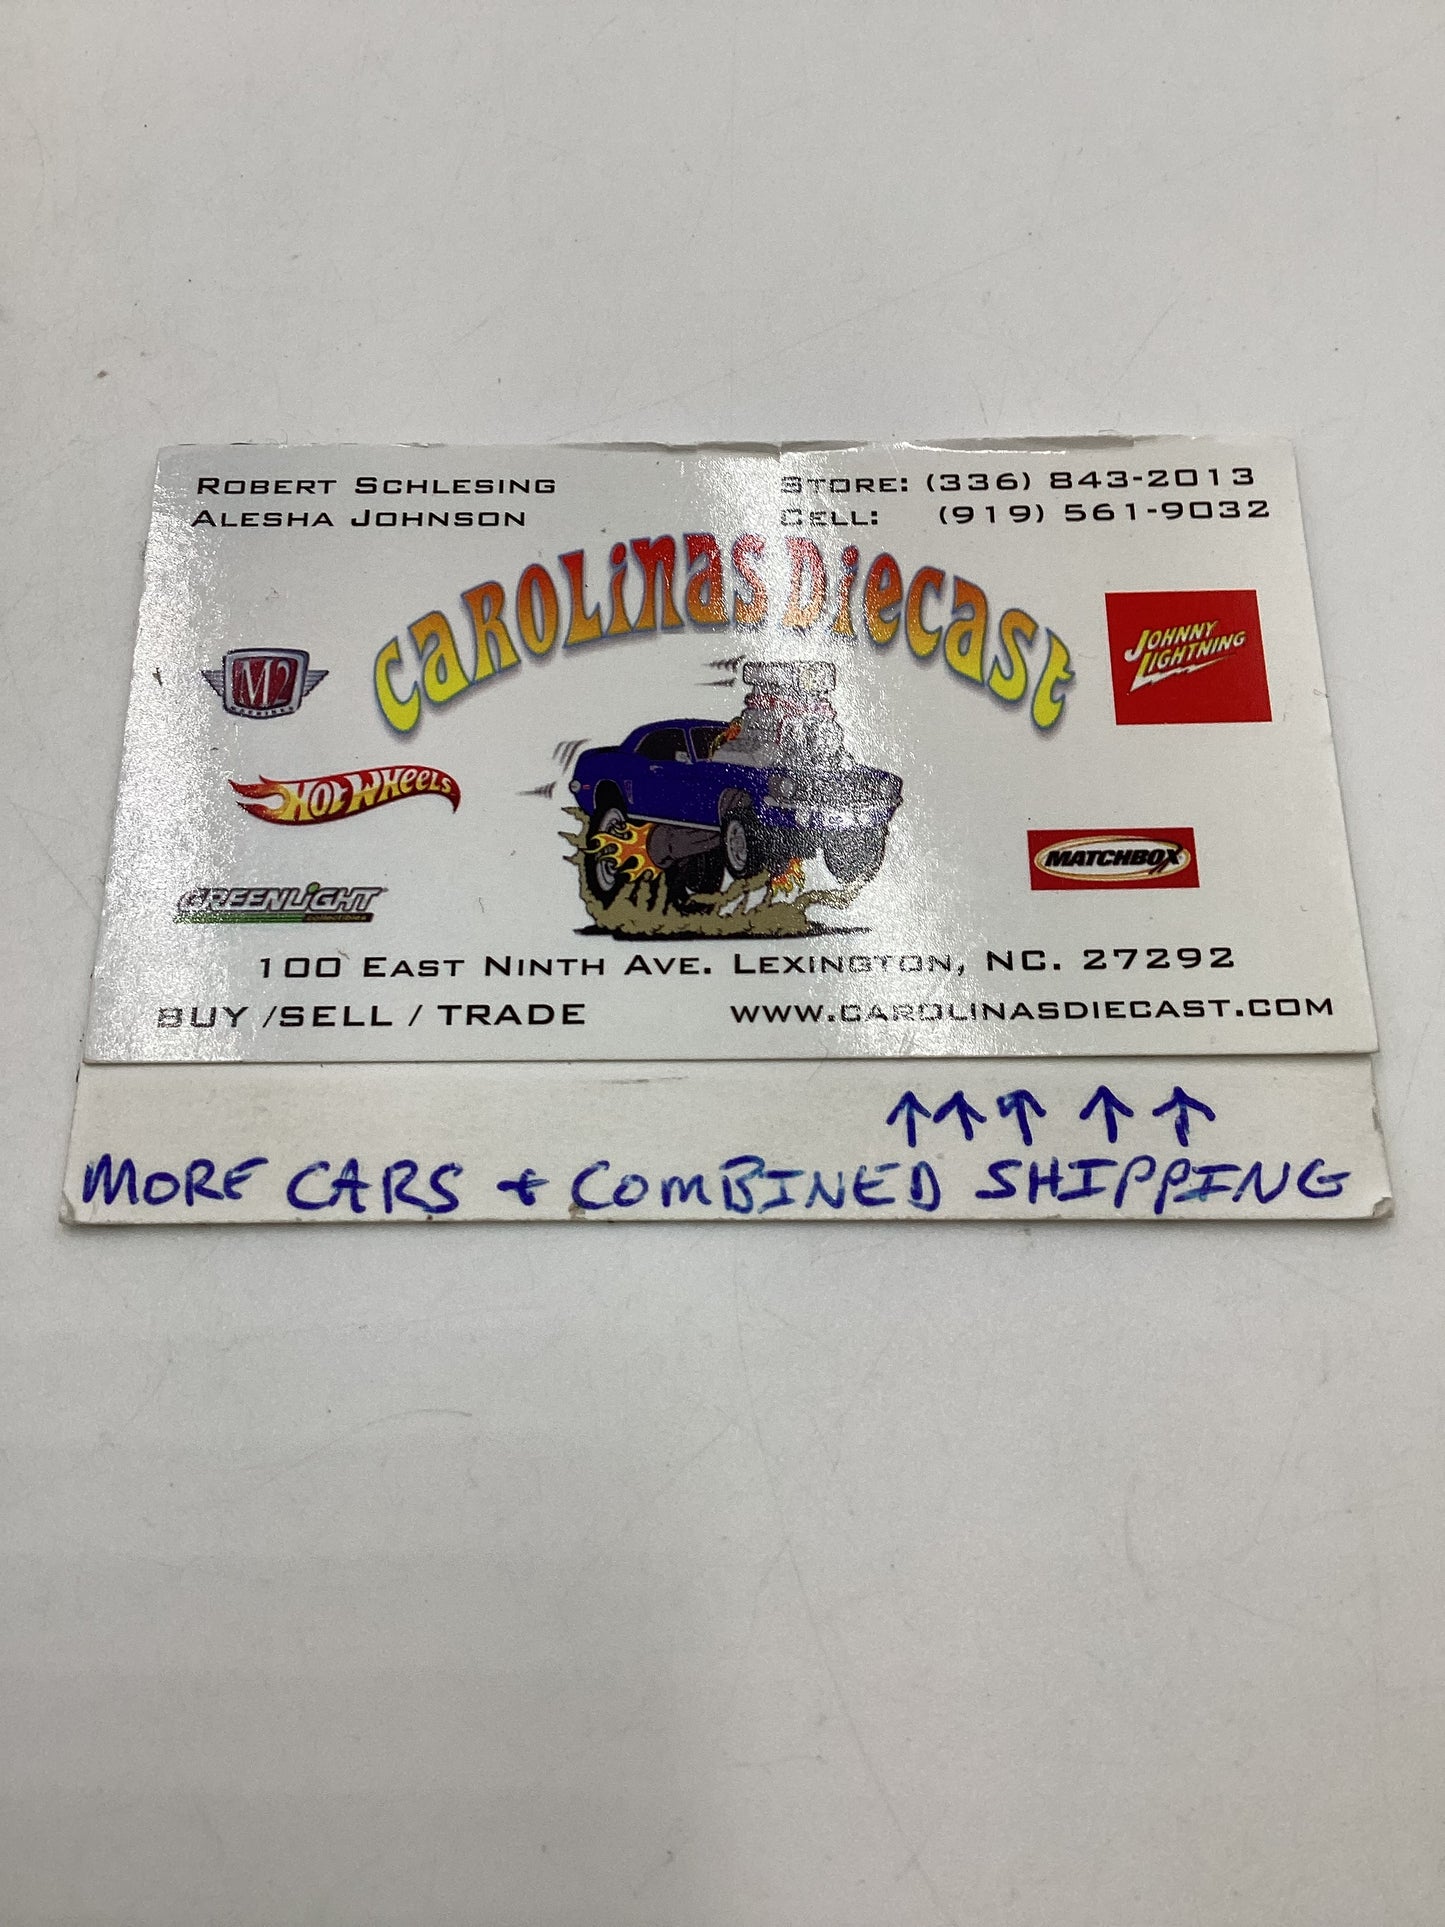 ROBERT SCHLESING
ALESHA JOHNSON
STORE: (336) 843-2013
CELL: (919) 561-9032
CAROLINAS DIECAST
M2
MACHINES
JOHNNY
LIGHTNING
HOT WHEELS
MATCHBOX
GREENLIGHT
collectibles
100 EAST NINTH AVE. LEXINGTON, NC. 27292
BUY /SELL / TRADE
WWW.CAROLINASDIECAST.COM
↑ ↑ ↑ ↑ ↑
MORE CARS + COMBINED SHIPPING